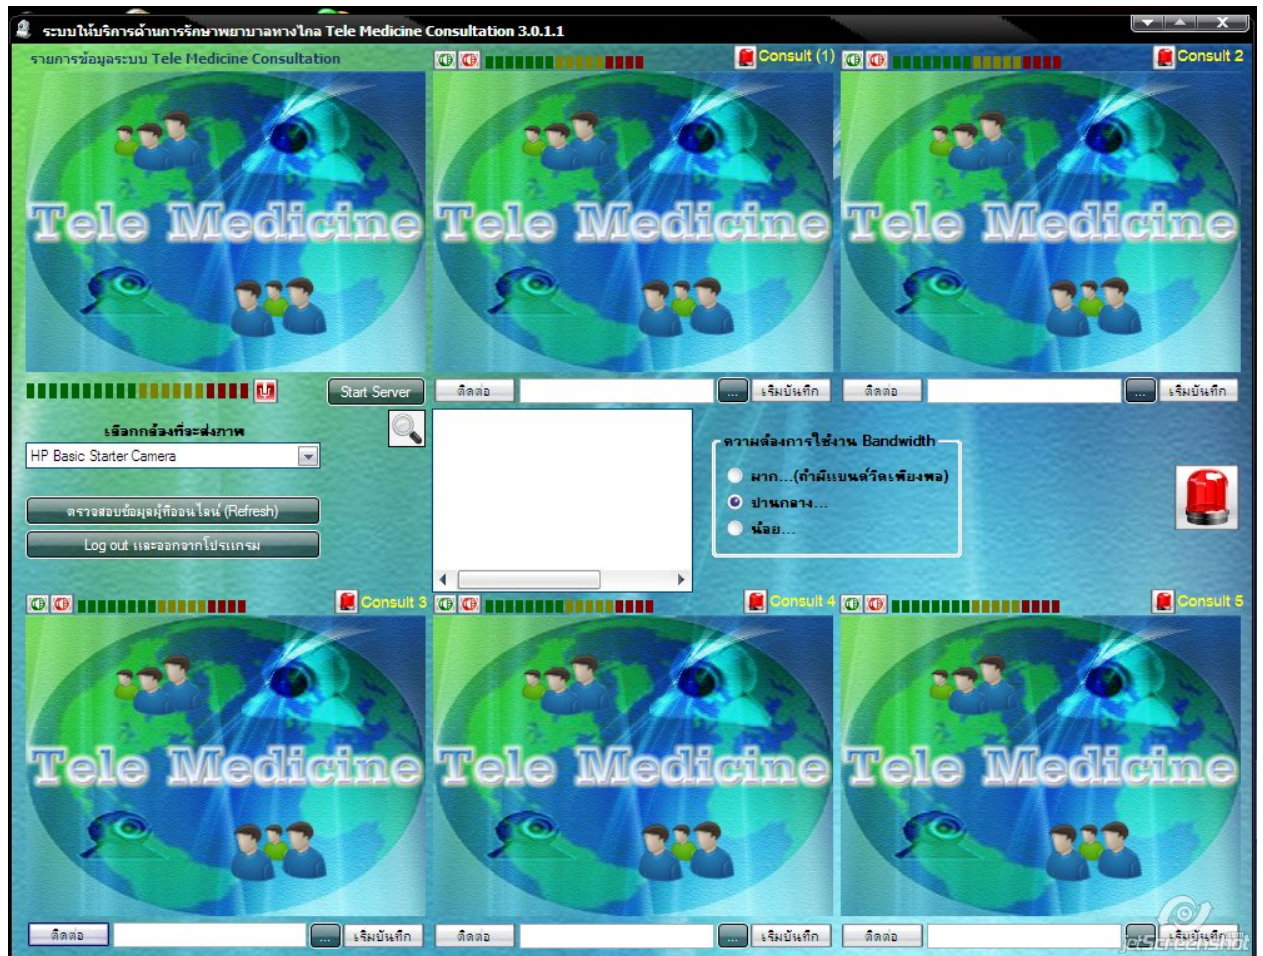 ระบบให้บริการด้านการรักษาพยาบาลทางไกล Tele Medicine Consultation 3.0.1.1
X
รายการข้อมูลระบบ Tele Medicine Consultation
Consult (1)
Consult 2
Tele Medicine
Tele Medicine
Tele Medicine
Start Server
ติดต่อ
...
เริ่มบันทึก
ติดต่อ
...
เริ่มบันทึก
เลือกกล้องที่จะส่งภาพ
HP Basic Starter Camera
ความต้องการใช้งาน Bandwidth
มาก...(ถ้ามีแบนด์วิดเพียงพอ)
ปานกลาง...
น้อย...
ตรวจสอบข้อมูลผู้ที่ออนไลน์ (Refresh)
Log out และออกจากโปรแกรม
Consult 3
Consult 4
Consult 5
Tele Medicine
Tele Medicine
Tele Medicine
ติดต่อ
...
เริ่มบันทึก
ติดต่อ
...
เริ่มบันทึก
ติดต่อ
เริ่มบันทึก
jetScreenshot